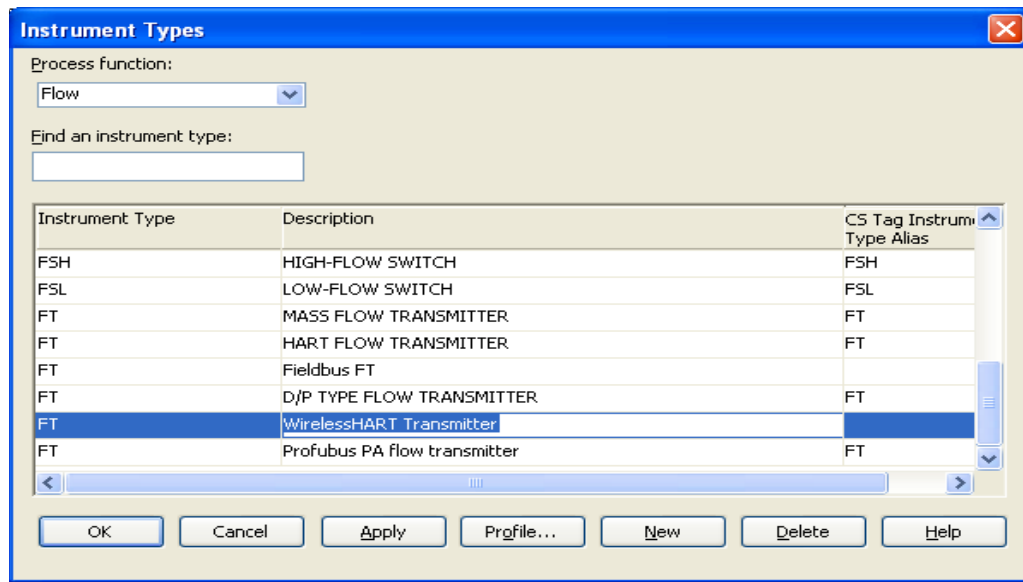 Instrument Types
Process function:
Flow
Find an instrument type:
Instrument Type Description CS Tag Instrum
Type Alias
FSH HIGH-FLOW SWITCH FSH
FSL LOW-FLOW SWITCH FSL
FT MASS FLOW TRANSMITTER FT
FT HART FLOW TRANSMITTER FT
FT Fieldbus FT
FT D/P TYPE FLOW TRANSMITTER FT
FT WirelessHART Transmitter
FT Profubus PA flow transmitter FT
OK Cancel Apply Profile... New Delete Help